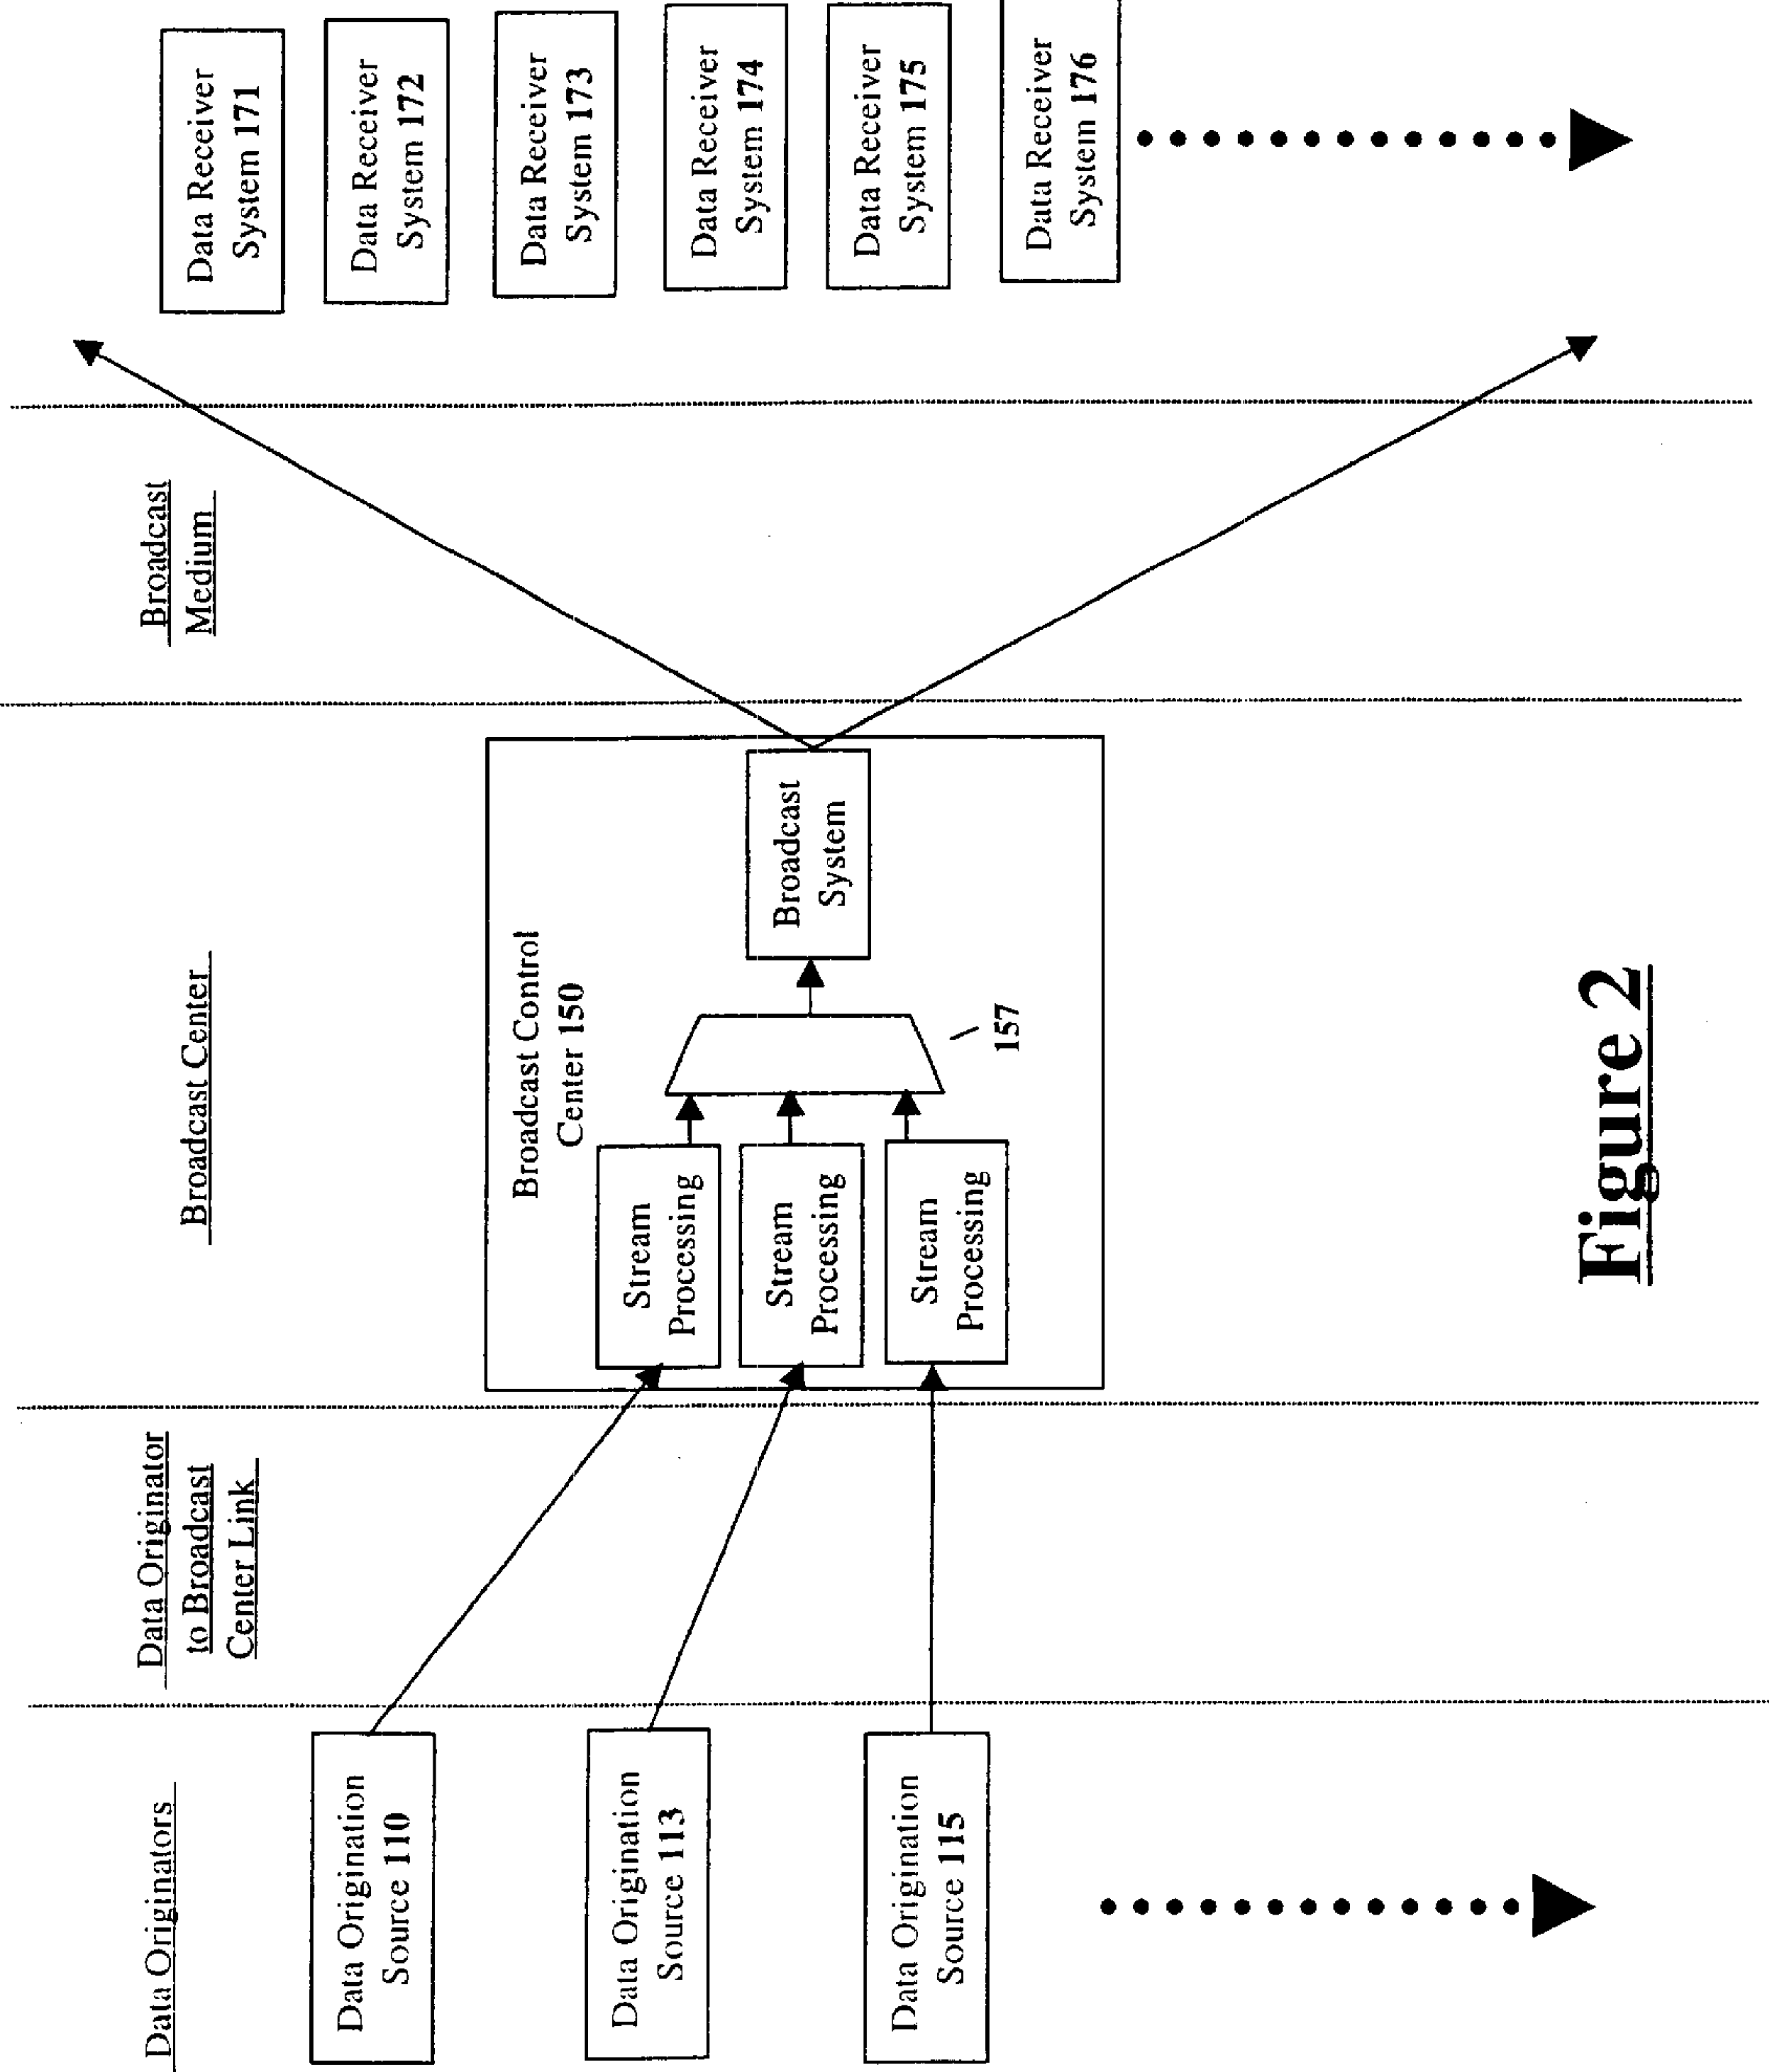 Data Originators
Data Originator
to Broadcast
Center Link
Broadcast Center
Broadcast
Medium
Data Origination
Source 110
Data Origination
Source 113
Data Origination
Source 115
Broadcast Control
Center 150
Stream
Processing
Stream
Processing
Stream
Processing
157
Broadcast
System
Data Receiver
System 171
Data Receiver
System 172
Data Receiver
System 173
Data Receiver
System 174
Data Receiver
System 175
Data Receiver
System 176
Figure 2